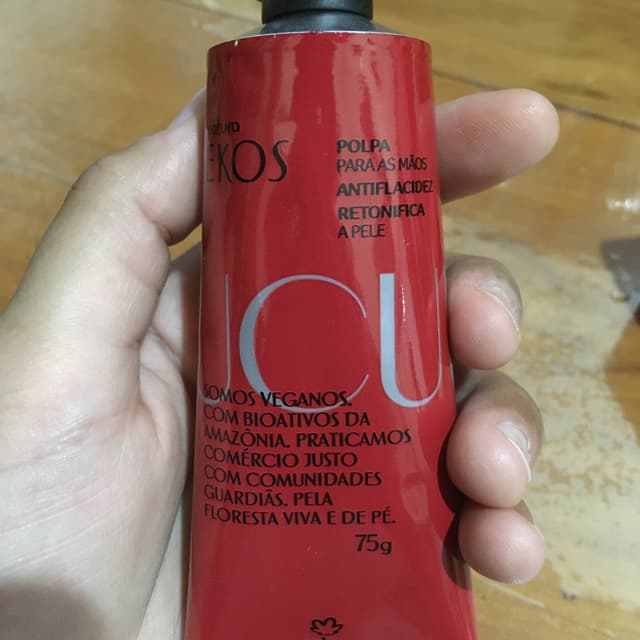 natura
EKOS
POLPA
PARA AS MÃOS
ANTIFLACIDEZ
RETONIFICA
A PELE
UCU
SOMOS VEGANOS.
COM BIOATIVOS DA
AMAZÔNIA. PRATICAMOS
COMÉRCIO JUSTO
COM COMUNIDADES
GUARDIÃS. PELA
FLORESTA VIVA E DE PÉ.
75g